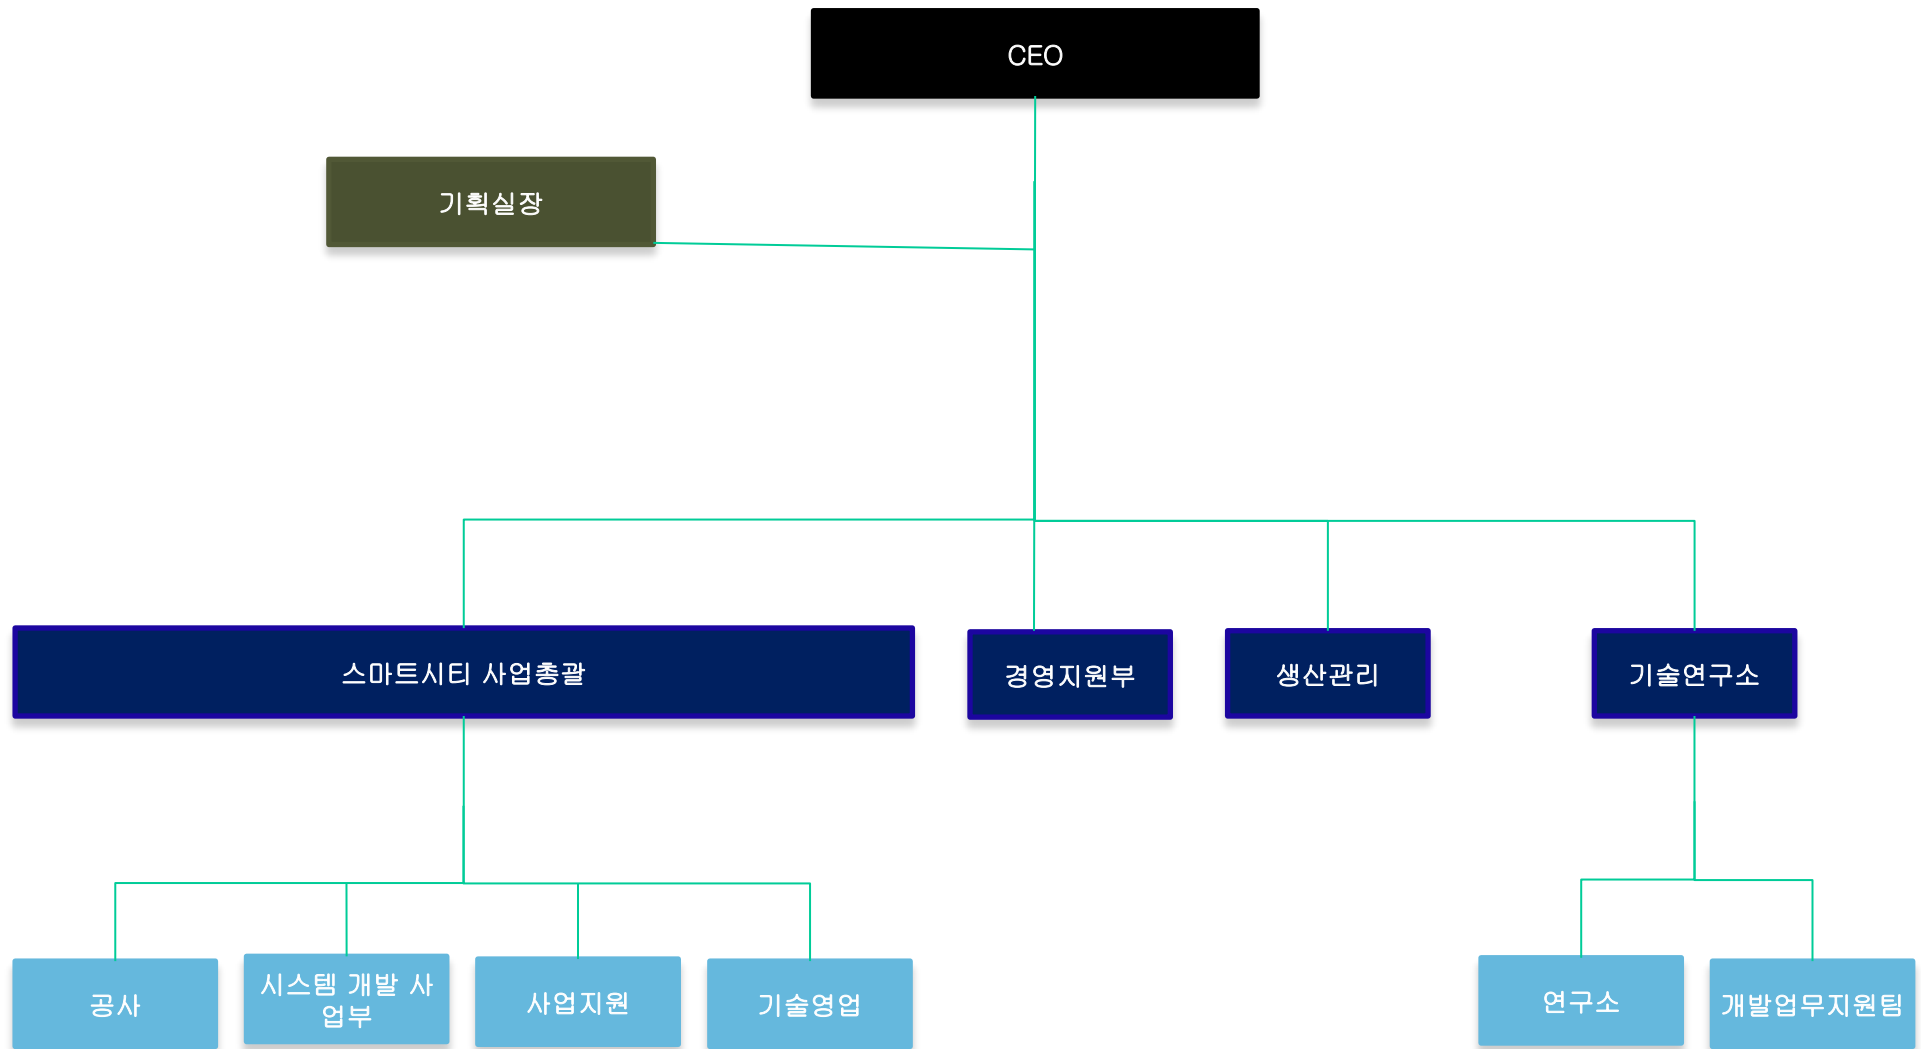 CEO
기획실장
스마트시티 사업총괄
경영지원부
생산관리
기술연구소
공사
시스템 개발 사
업부
사업지원
기술영업
연구소
개발업무지원팀